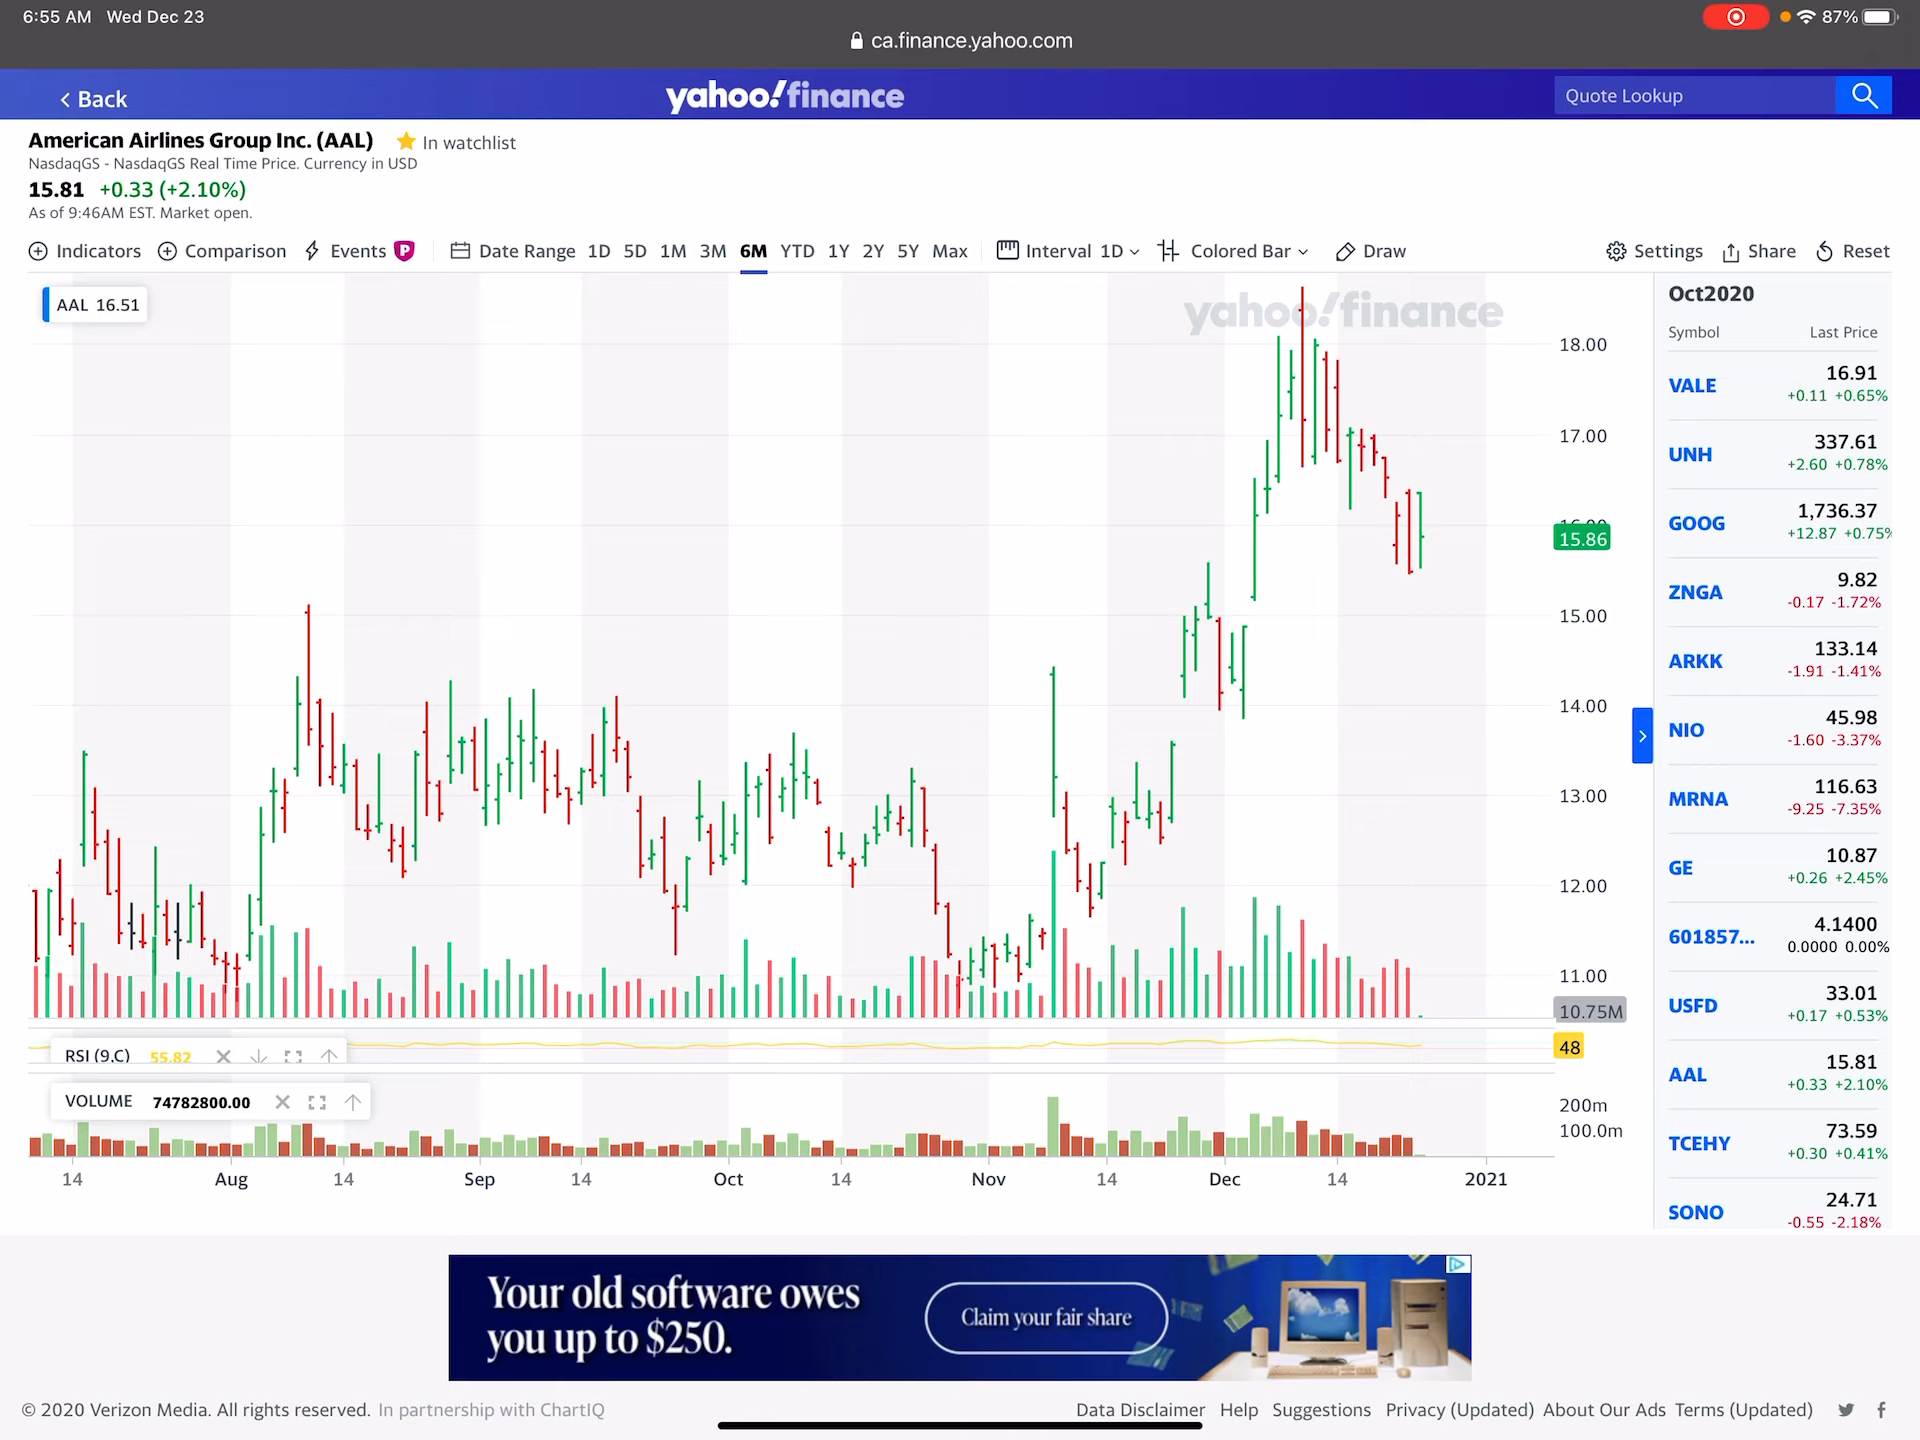 6:55 AM Wed Dec 23
87%
ca.finance.yahoo.com
Back
yahoo!finance
Quote Lookup
American Airlines Group Inc. (AAL)
In watchlist
NasdaqGS - NasdaqGS Real Time Price. Currency in USD
15.81 +0.33 (+2.10%)
As of 9:46AM EST. Market open.
Indicators Comparison Events P Date Range 1D 5D 1M 3M 6M YTD 1Y 2Y 5Y Max Interval 1D Colored Bar Draw Settings Share Reset
AAL 16.51
yahoo!finance
18.00
17.00
16.00
15.86
15.00
14.00
13.00
12.00
11.00
10.75M
RSI (9,C) 55.82
48
VOLUME 74782800.00
200m
100.0m
14 Aug 14 Sep 14 Oct 14 Nov 14 Dec 14 2021
Oct2020
Symbol Last Price
VALE 16.91
+0.11 +0.65%
UNH 337.61
+2.60 +0.78%
GOOG 1,736.37
+12.87 +0.75%
ZNGA 9.82
-0.17 -1.72%
ARKK 133.14
-1.91 -1.41%
NIO 45.98
-1.60 -3.37%
MRNA 116.63
-9.25 -7.35%
GE 10.87
+0.26 +2.45%
601857... 4.1400
0.0000 0.00%
USFD 33.01
+0.17 +0.53%
AAL 15.81
+0.33 +2.10%
TCEHY 73.59
+0.30 +0.41%
SONO 24.71
-0.55 -2.18%
Your old software owes
you up to $250.
Claim your fair share
© 2020 Verizon Media. All rights reserved. In partnership with ChartIQ
Data Disclaimer Help Suggestions Privacy (Updated) About Our Ads Terms (Updated)